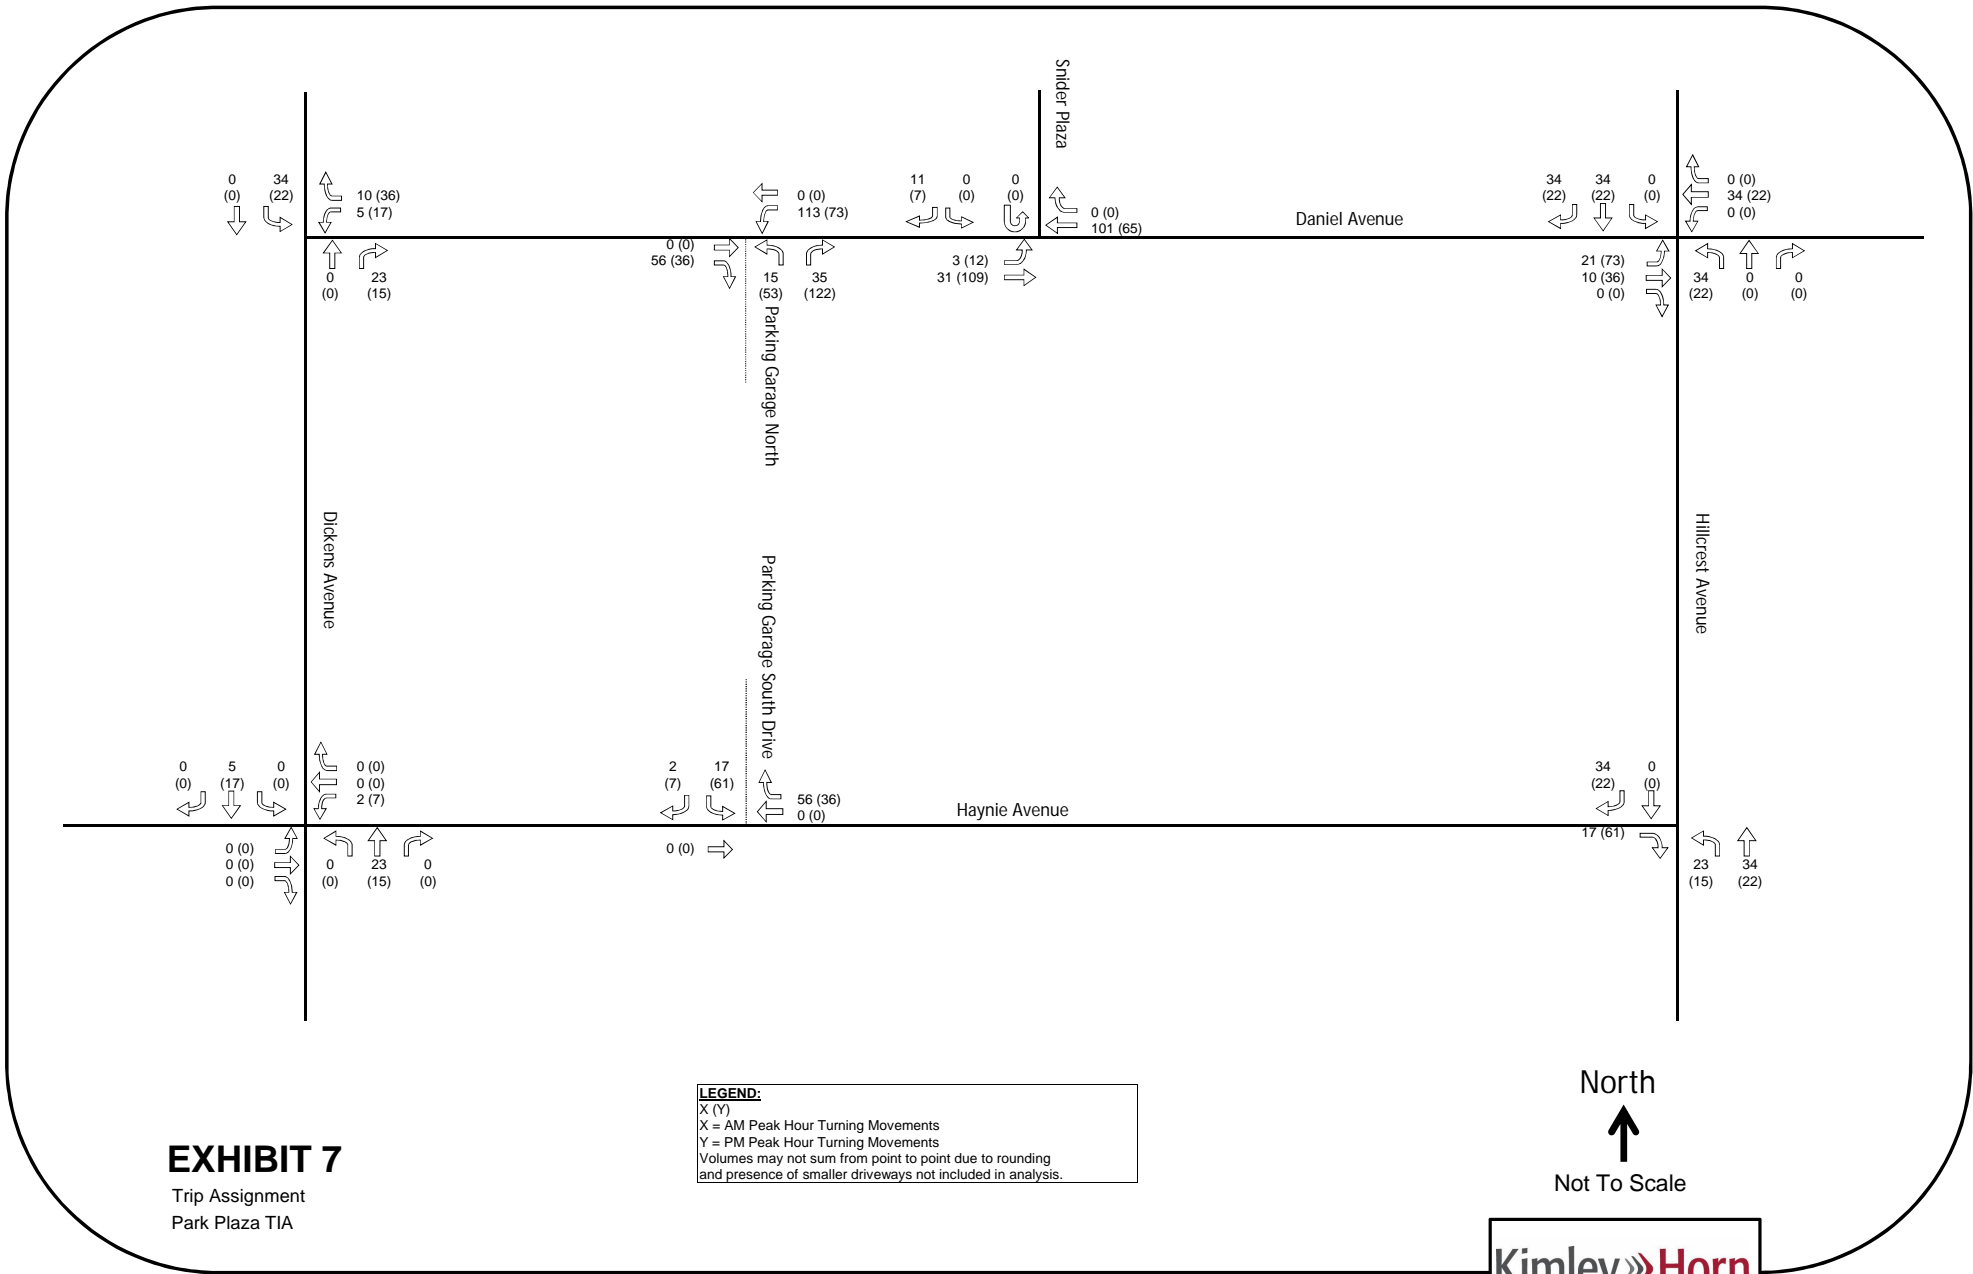 Snider Plaza
0 34
(0) (22)
10 (36)
5 (17)
0 (0)
113 (73)
11 0 0
(7) (0) (0)
0 (0)
101 (65)
Daniel Avenue
34 34 0
(22) (22) (0)
0 (0)
34 (22)
0 (0)
0 23
(0) (15)
0 (0)
56 (36)
15 35
(53) (122)
3 (12)
31 (109)
21 (73)
10 (36)
0 (0)
34 0 0
(22) (0) (0)
Parking Garage North
Dickens Avenue
Parking Garage South Drive
Hillcrest Avenue
0 5 0
(0) (17) (0)
0 (0)
0 (0)
2 (7)
2 17
(7) (61)
56 (36)
0 (0)
Haynie Avenue
34 0
(22) (0)
0 (0)
0 (0)
0 (0)
0 23 0
(0) (15) (0)
0 (0)
17 (61)
23 34
(15) (22)
LEGEND:
X (Y)
X = AM Peak Hour Turning Movements
Y = PM Peak Hour Turning Movements
Volumes may not sum from point to point due to rounding
and presence of smaller driveways not included in analysis.
North
Not To Scale
EXHIBIT 7
Trip Assignment
Park Plaza TIA
Kimley»Horn